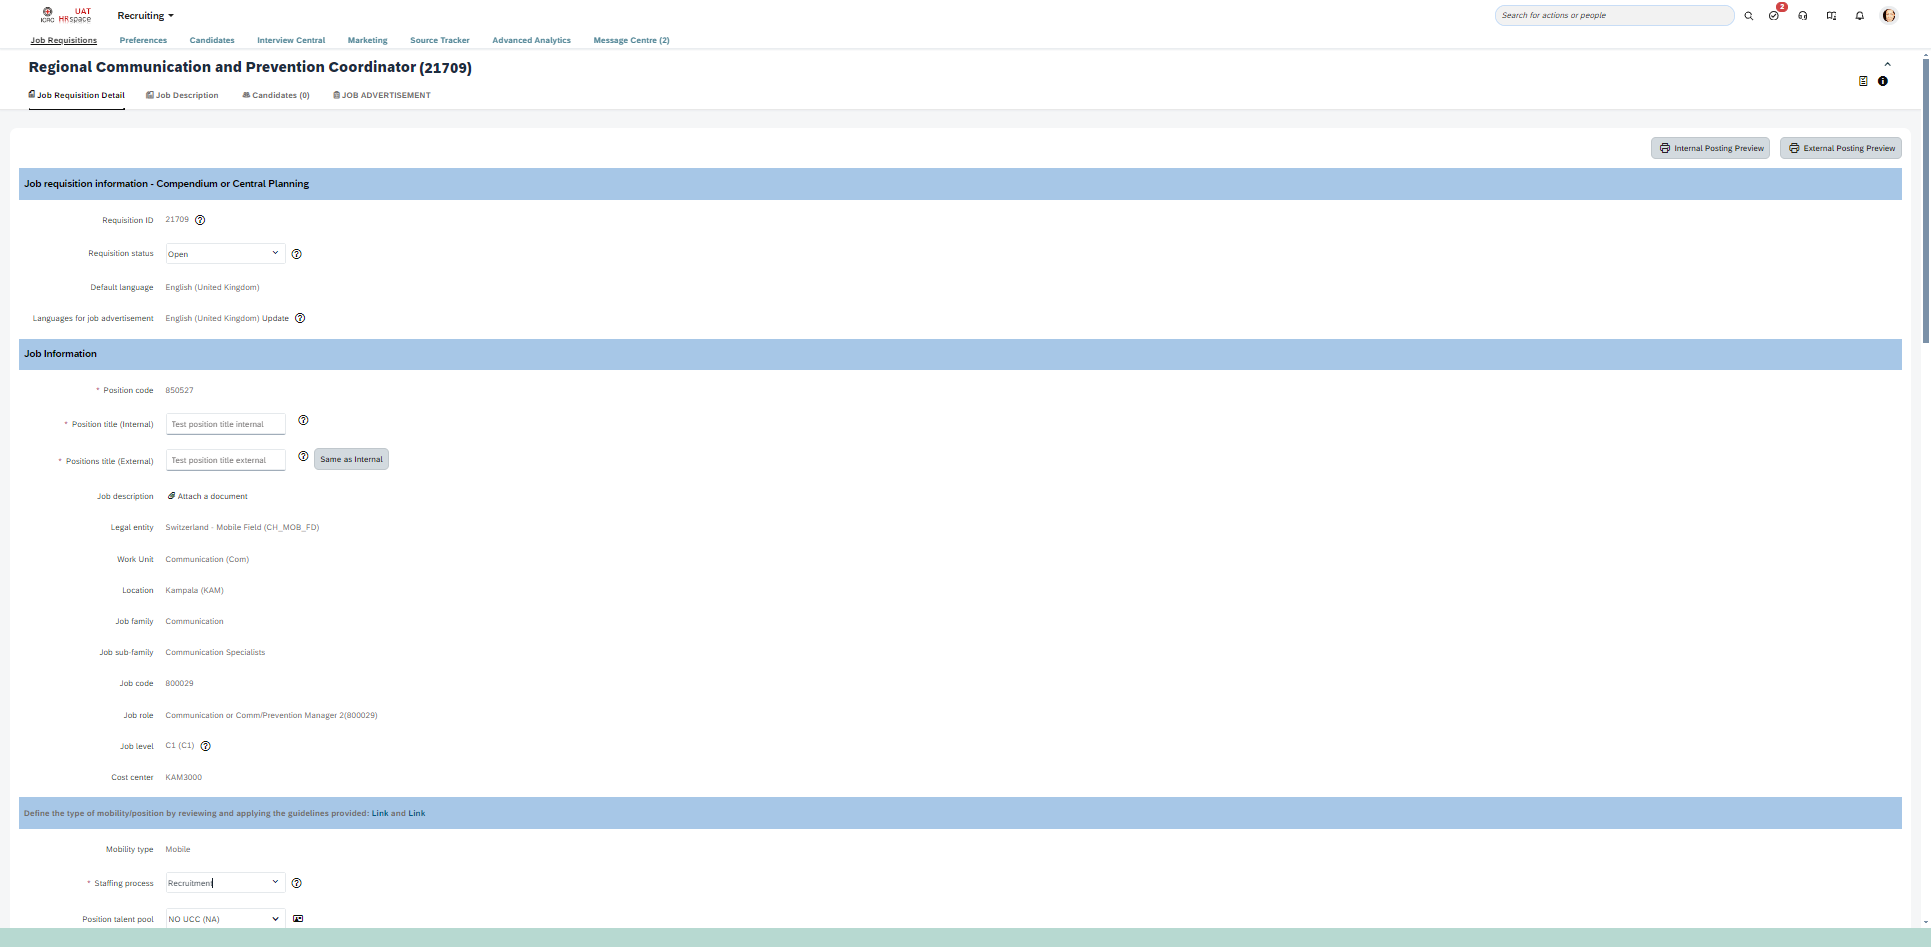 ICRC UAT HRspace Recruiting Search for actions or people 2
Job Requisitions Preferences Candidates Interview Central Marketing Source Tracker Advanced Analytics Message Centre (2)
Regional Communication and Prevention Coordinator (21709)
Job Requisition Detail Job Description Candidates (0) JOB ADVERTISEMENT
Internal Posting Preview External Posting Preview
Job requisition information - Compendium or Central Planning
Requisition ID 21709
Requisition status Open
Default language English (United Kingdom)
Languages for job advertisement English (United Kingdom) Update
Job Information
* Position code 850527
* Position title (Internal) Test position title internal
* Positions title (External) Test position title external Same as Internal
Job description Attach a document
Legal entity Switzerland - Mobile Field (CH_MOB_FD)
Work Unit Communication (Com)
Location Kampala (KAM)
Job family Communication
Job sub-family Communication Specialists
Job code 800029
Job role Communication or Comm/Prevention Manager 2(800029)
Job level C1 (C1)
Cost center KAM3000
Define the type of mobility/position by reviewing and applying the guidelines provided: Link and Link
Mobility type Mobile
* Staffing process Recruitment
Position talent pool NO UCC (NA)